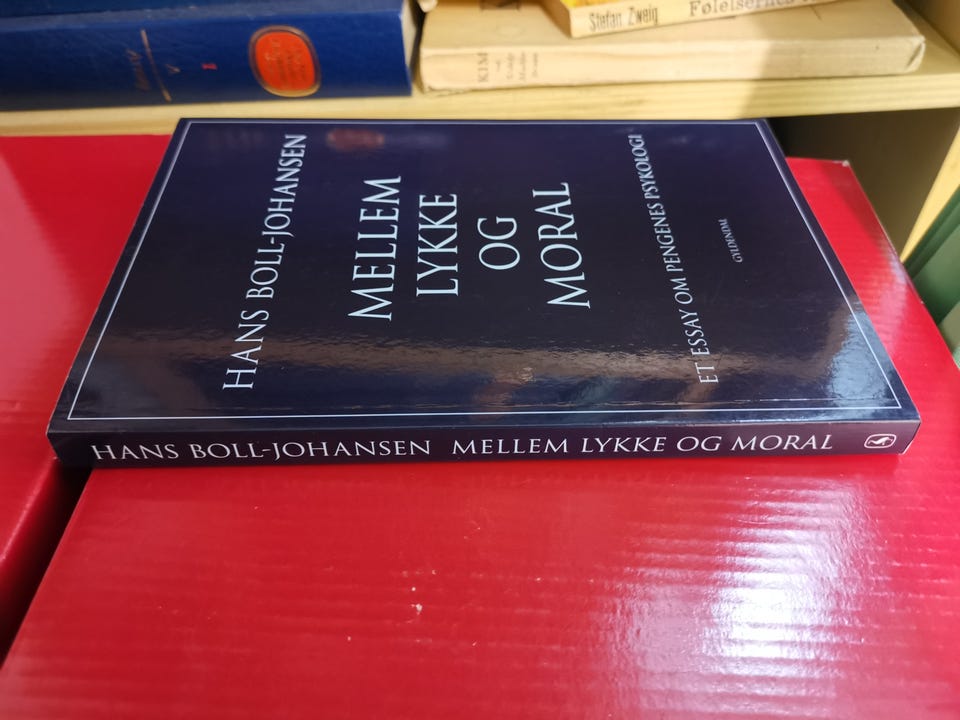 HANS BOLL-JOHANSEN
MELLEM
LYKKE
OG
MORAL
ET ESSAY OM PENGENES PSYKOLOGI
GYLDENDAL
HANS BOLL-JOHANSEN MELLEM LYKKE OG MORAL
Stefan Zweig
KIM